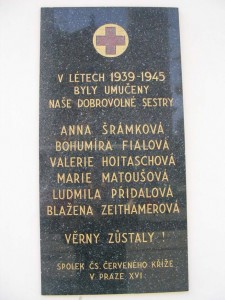 V LÉTECH 1939-1945
BYLY UMUČENY
NAŠE DOBROVOLNÉ SESTRY
ANNA ŠRÁMKOVÁ
BOHUMÍRA FIALOVÁ
VALERIE HOITASCHOVÁ
MARIE MATOUŠOVÁ
LUDMILA PŘIDALOVÁ
BLAŽENA ZEITHAMEROVÁ
VĚRNY ZŮSTALY !
SPOLEK ČS. ČERVENÉHO KŘÍŽE
V PRAZE XVI.